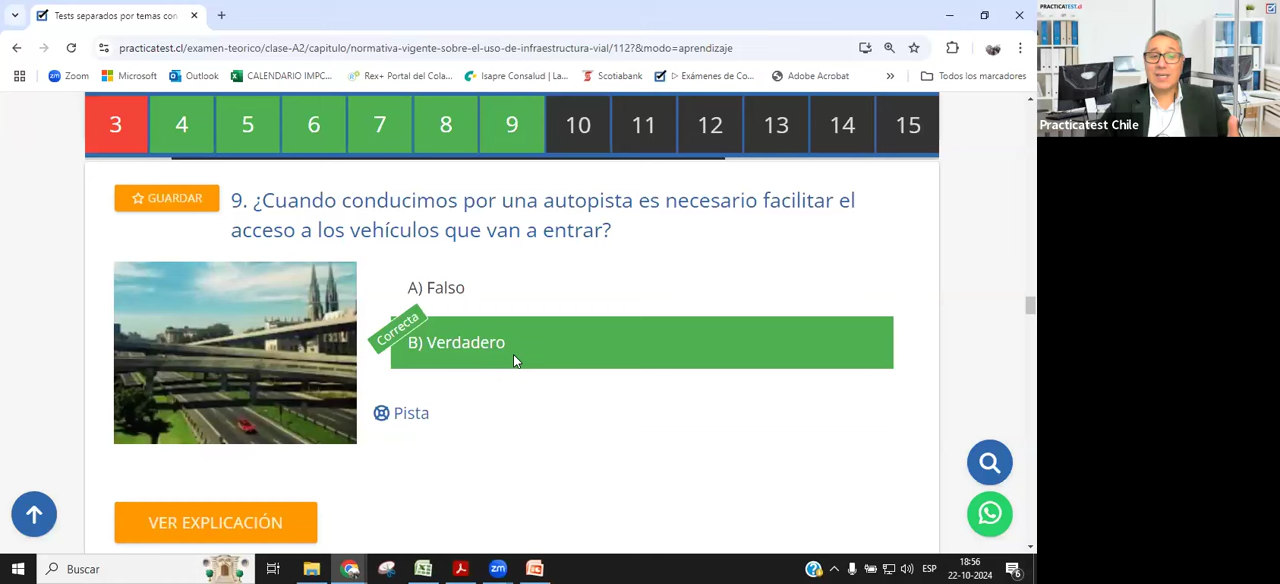 Tests separados por temas con
practicatest.cl/examen-teorico/clase-A2/capitulo/normativa-vigente-sobre-el-uso-de-infraestructura-vial/112?&modo=aprendizaje
Zoom
Microsoft
Outlook
CALENDARIO IMPC...
Rex+ Portal del Cola...
Isapre Consalud | La...
Scotiabank
▷ Exámenes de Co...
Adobe Acrobat
»
Todos los marcadores
PRACTICATEST.cl
Practicatest Chile
3 4 5 6 7 8 9 10 11 12 13 14 15
GUARDAR
9. ¿Cuando conducimos por una autopista es necesario facilitar el
acceso a los vehículos que van a entrar?
A) Falso
Correcta
B) Verdadero
Pista
VER EXPLICACIÓN
Buscar
zm
ESP
18:56
22-10-2024
6